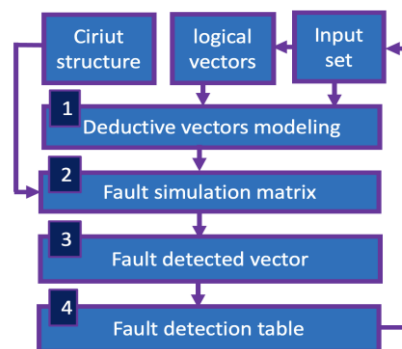 Ciriut
structure
logical
vectors
Input
set
1
Deductive vectors modeling
2
Fault simulation matrix
3
Fault detected vector
4
Fault detection table